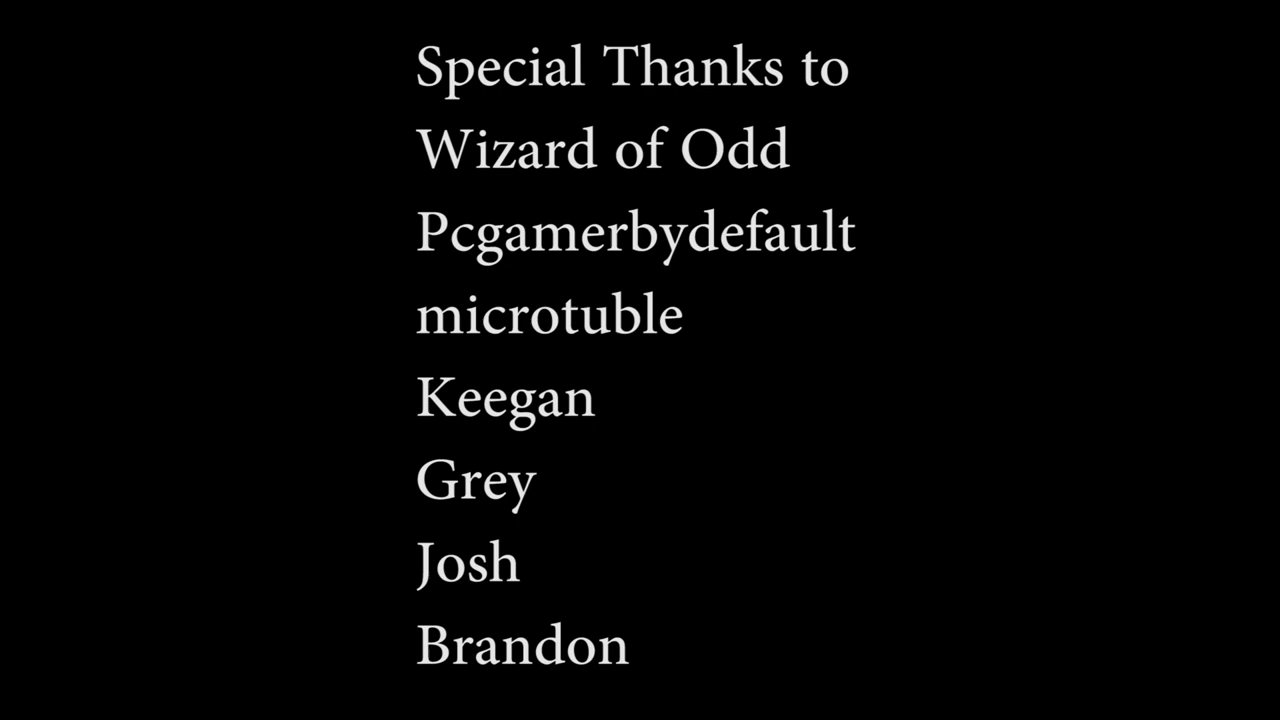 Special Thanks to
Wizard of Odd
Pcgamerbydefault
microtuble
Keegan
Grey
Josh
Brandon